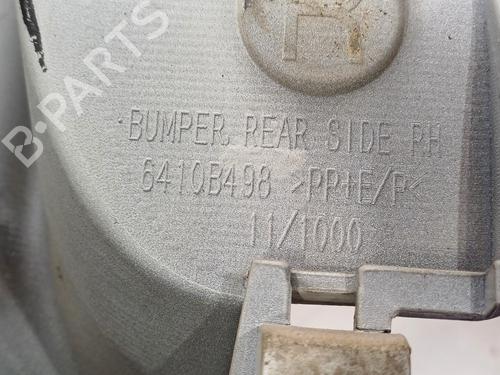 B-PARTS
R
BUMPER REAR SIDE RH
6410B498 >PP+E/P<
11/1000